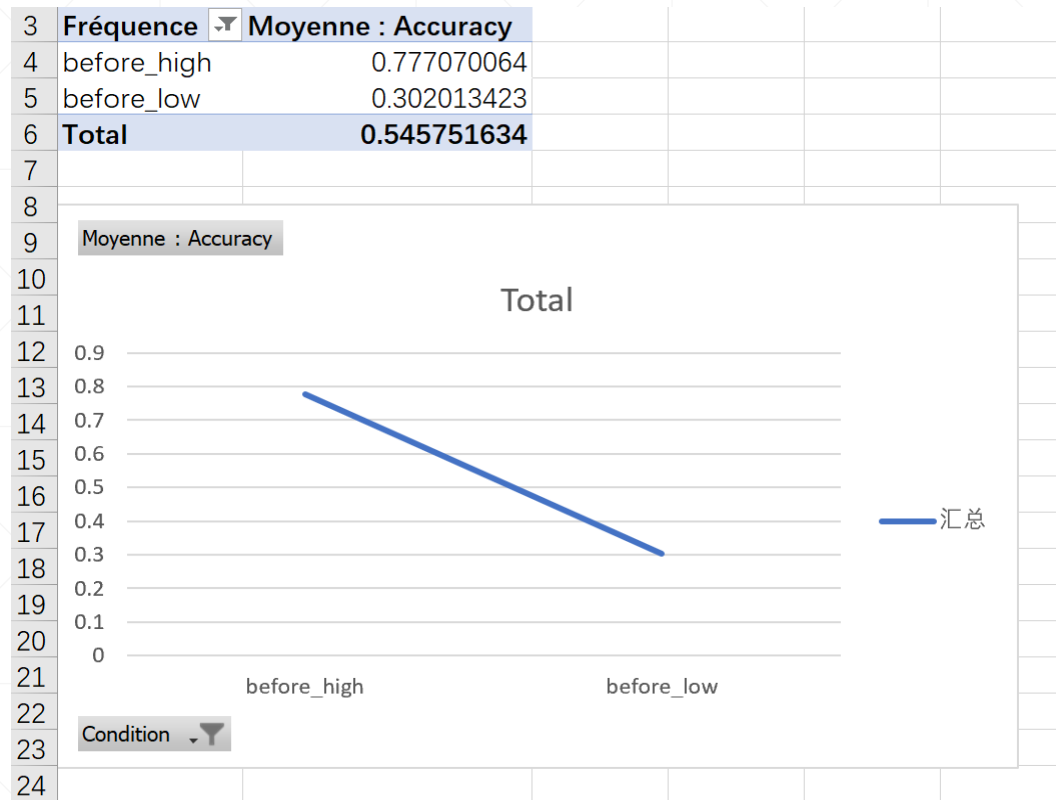 3 Fréquence Moyenne : Accuracy
4 before_high 0.777070064
5 before_low 0.302013423
6 Total 0.545751634
7
8
9 Moyenne : Accuracy
10
11 Total
12 0.9
13 0.8
14 0.7
15 0.6
16 0.5
17 0.4 汇总
18 0.3
19 0.2
20 0.1
0
21 before_high before_low
22
23 Condition
24